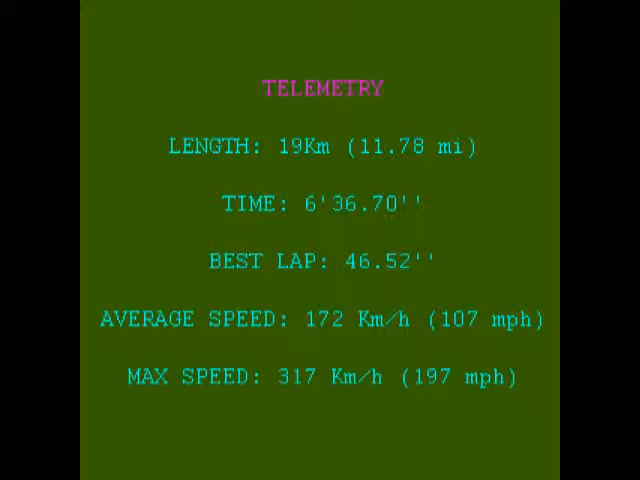 TELEMETRY
LENGTH: 19Km (11.78 mi)
TIME: 6'36.70''
BEST LAP: 46.52''
AVERAGE SPEED: 172 Km/h (107 mph)
MAX SPEED: 317 Km/h (197 mph)